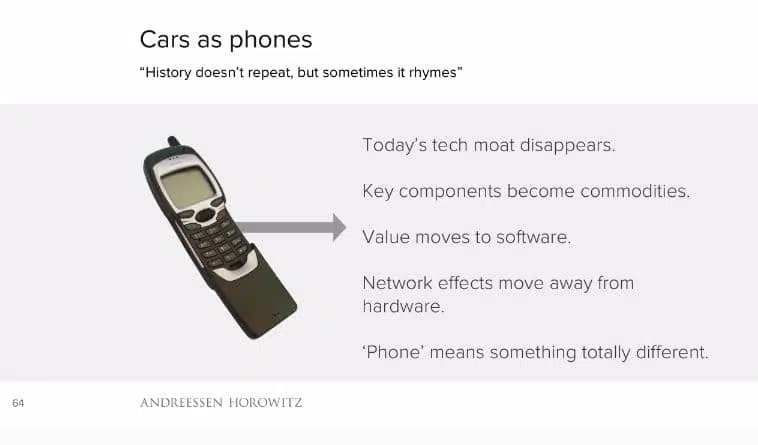 Cars as phones
“History doesn’t repeat, but sometimes it rhymes”
Today’s tech moat disappears.
Key components become commodities.
Value moves to software.
Network effects move away from
hardware.
‘Phone’ means something totally different.
64
ANDREESSEN HOROWITZ